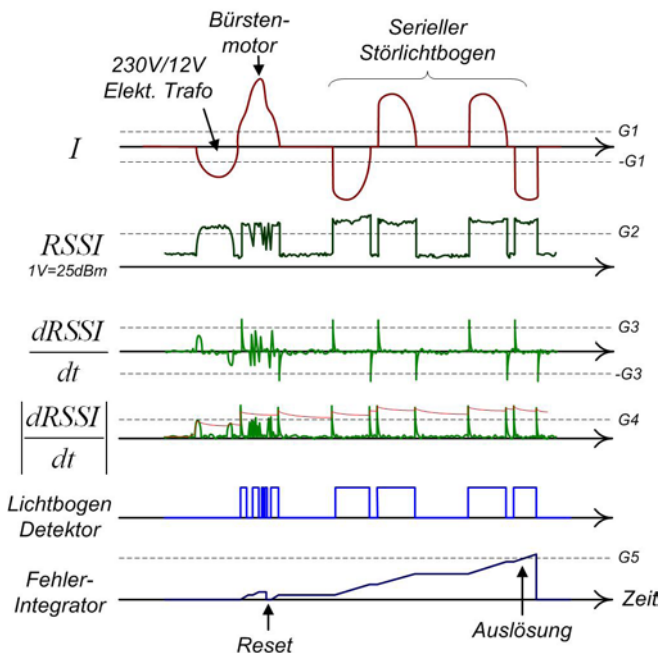 Bürsten-
motor
Serieller
Störlichtbogen
230V/12V
Elekt. Trafo
I
G1
-G1
RSSI
1V=25dBm
G2
dRSSI
dt
G3
-G3
|dRSSI|
dt
G4
Lichtbogen
Detektor
Fehler-
Integrator
G5
Zeit
Reset
Auslösung